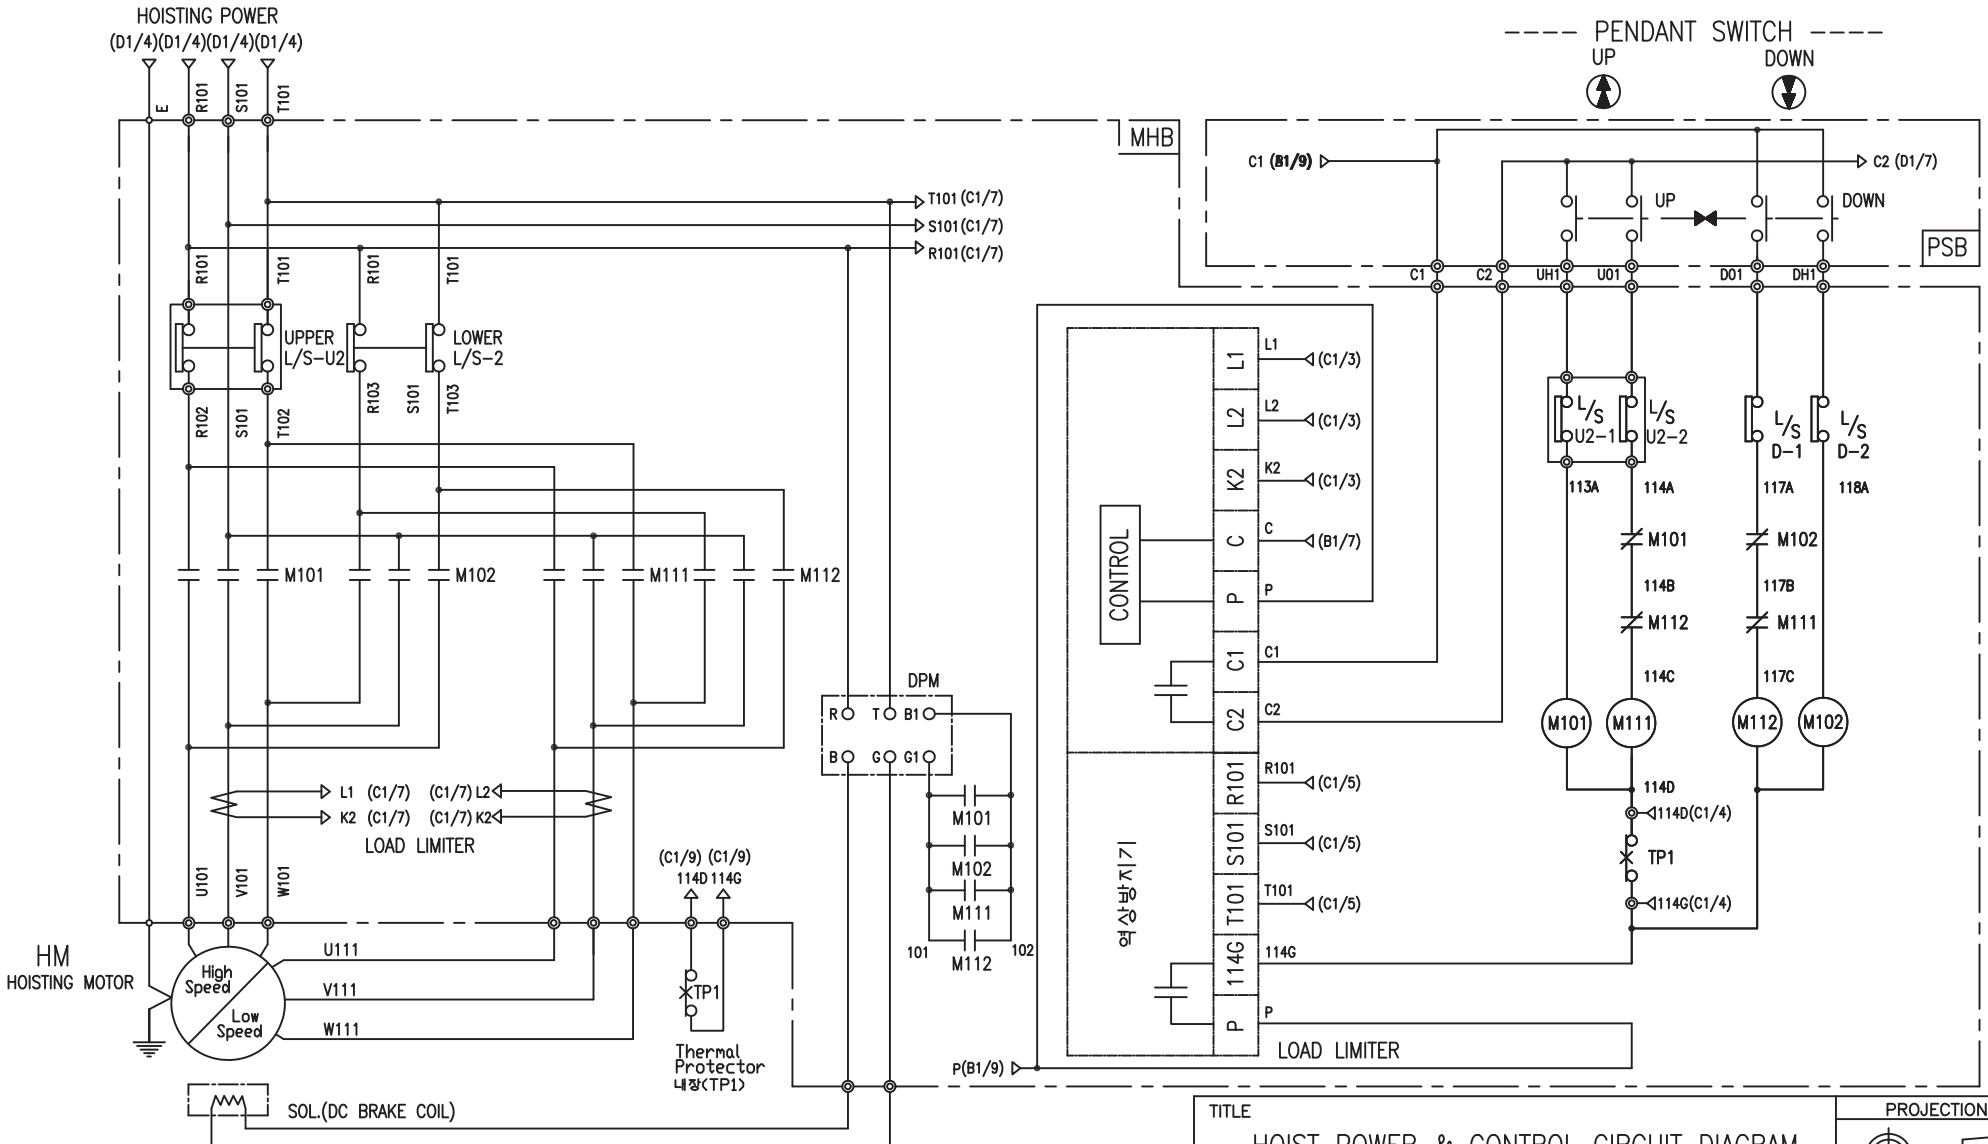 HOISTING POWER
(D1/4)(D1/4)(D1/4)(D1/4)
E
R101
S101
T101
MHB
T101 (C1/7)
S101 (C1/7)
R101 (C1/7)
R101
T101
R101
T101
UPPER
L/S-U2
LOWER
L/S-2
R102
S101
T102
R103
S101
T103
M101
M102
M111
M112
L1 (C1/7) (C1/7) L2
K2 (C1/7) (C1/7) K2
LOAD LIMITER
U101
V101
W101
(C1/9) (C1/9)
114D 114G
HM
HOISTING MOTOR
High
Speed
Low
Speed
U111
V111
W111
TP1
Thermal
Protector
내장(TP1)
SOL.(DC BRAKE COIL)
DPM
R T B1
B G G1
M101
M102
M111
101 102
M112
---- PENDANT SWITCH ----
UP DOWN
C1 (B1/9)
C2 (D1/7)
UP
DOWN
PSB
C1 C2 UH1 U01 D01 DH1
CONTROL
L1 L1 (C1/3)
L2 L2 (C1/3)
K2 K2 (C1/3)
C C (B1/7)
P P
C1 C1
C2 C2
역상방지기
R101 R101 (C1/5)
S101 S101 (C1/5)
T101 T101 (C1/5)
114G 114G
P P
LOAD LIMITER
P(B1/9)
L/S
U2-1
L/S
U2-2
L/S
D-1
L/S
D-2
113A 114A 117A 118A
M101 M102
114B 117B
M112 M111
114C 117C
M101 M111 M112 M102
114D
114D(C1/4)
TP1
114G(C1/4)
TITLE
HOIST POWER & CONTROL CIRCUIT DIAGRAM
PROJECTION